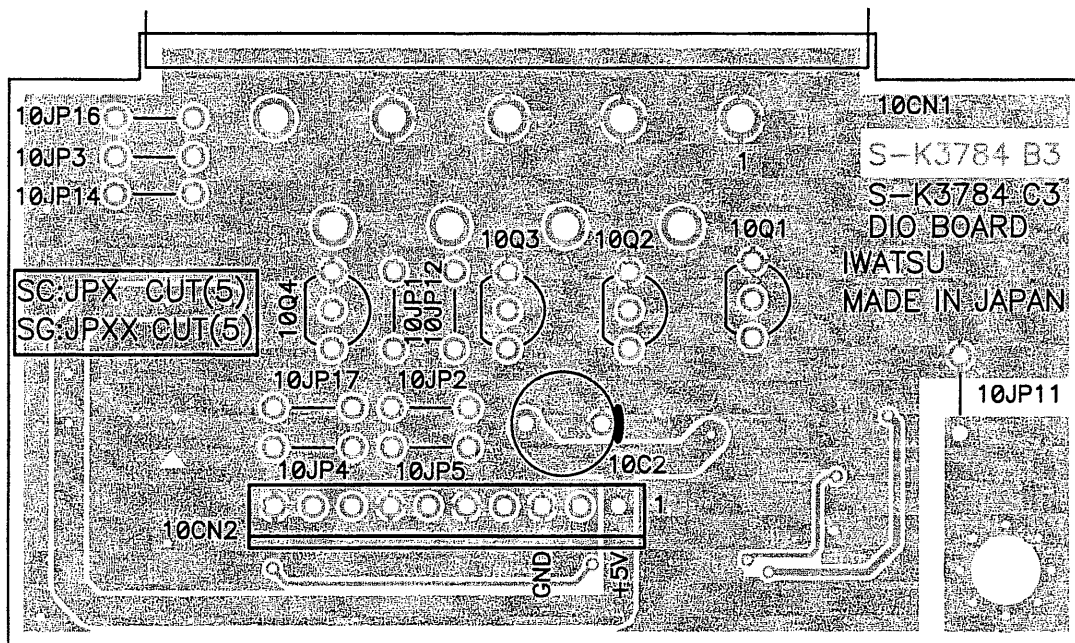 10JP16
10JP3
10JP14
10CN1
1
S-K3784 B3
S-K3784 C3
DIO BOARD
IWATSU
MADE IN JAPAN
SC:JPX CUT(5)
SG:JPXX CUT(5)
10Q4
10JP1
10JP12
10Q3
10Q2
10Q1
10JP17
10JP2
10JP11
10JP4
10JP5
10C2
10CN2
1
GND
+5V